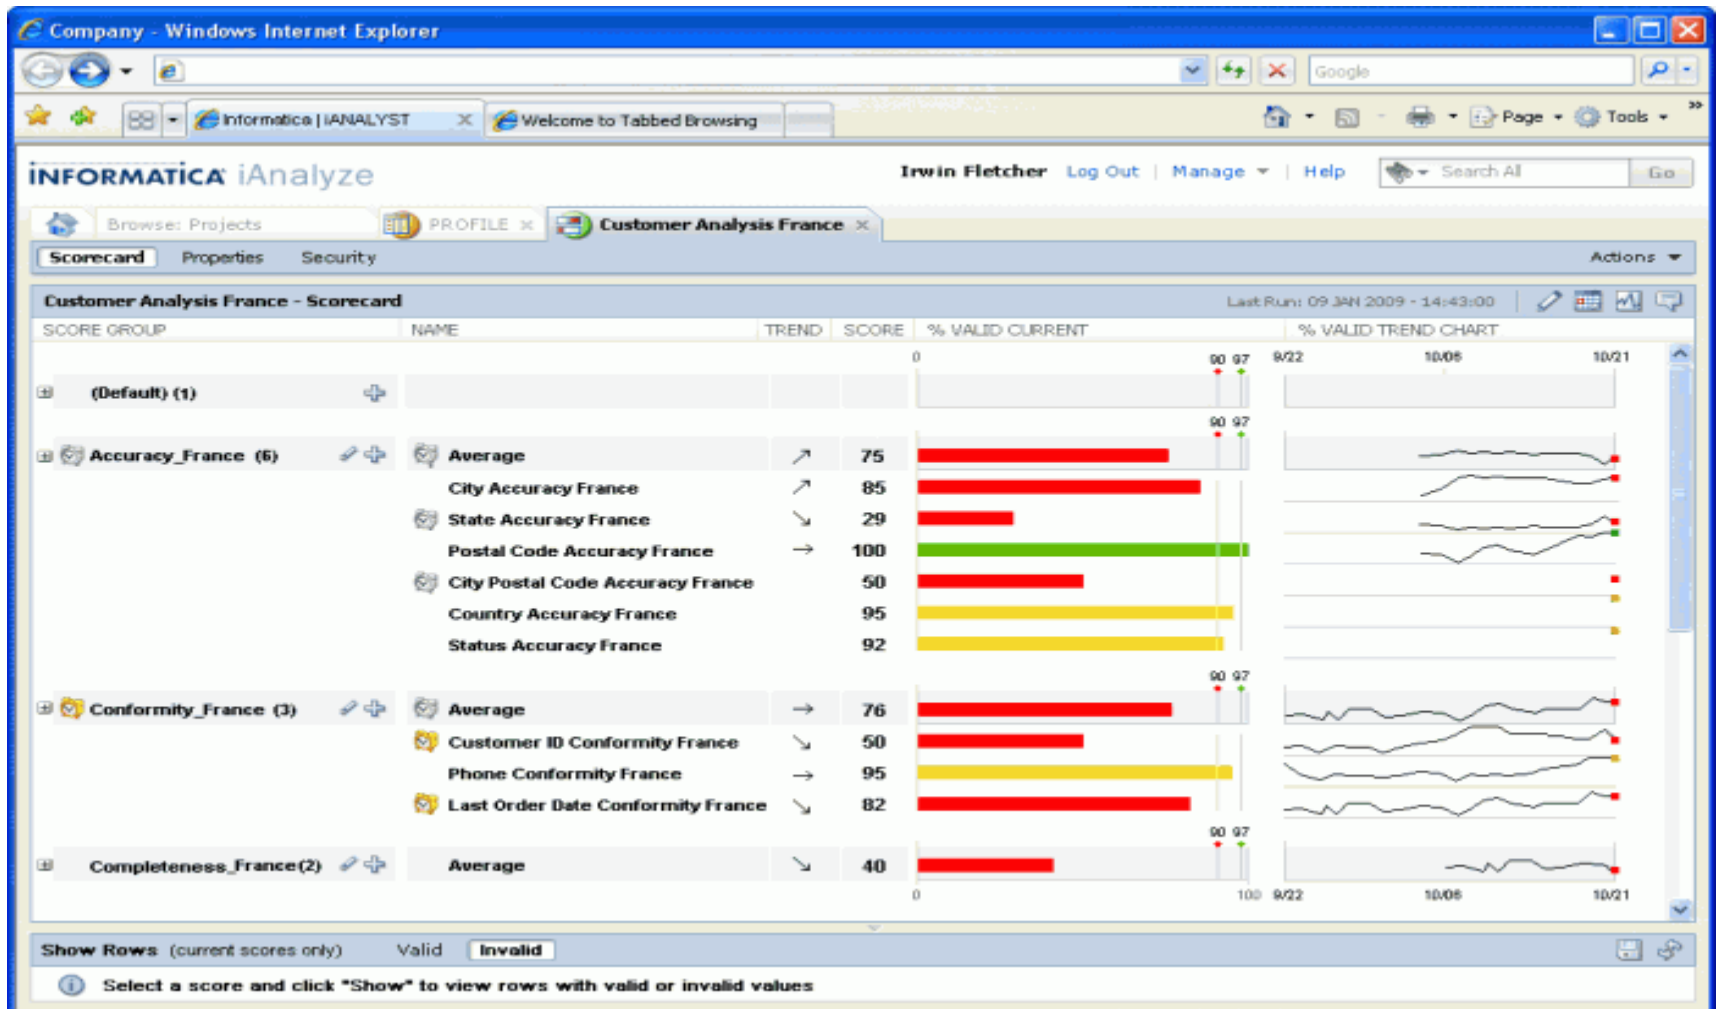 Company - Windows Internet Explorer
Google
Informatica | iANALYST
Welcome to Tabbed Browsing
Page
Tools
INFORMATICA iAnalyze
Irwin Fletcher Log Out | Manage | Help
Search All
Go
Browse: Projects
PROFILE
Customer Analysis France
Scorecard Properties Security
Actions
Customer Analysis France - Scorecard
Last Run: 09 JAN 2009 - 14:43:00
SCORE GROUP NAME TREND SCORE % VALID CURRENT % VALID TREND CHART
0 90 97 9/22 10/06 10/21
(Default) (1)
90 97
Accuracy_France (6) Average 75
City Accuracy France 85
State Accuracy France 29
Postal Code Accuracy France 100
City Postal Code Accuracy France 50
Country Accuracy France 95
Status Accuracy France 92
90 97
Conformity_France (3) Average 76
Customer ID Conformity France 50
Phone Conformity France 95
Last Order Date Conformity France 82
90 97
Completeness_France(2) Average 40
0 100 9/22 10/06 10/21
Show Rows (current scores only) Valid Invalid
Select a score and click "Show" to view rows with valid or invalid values